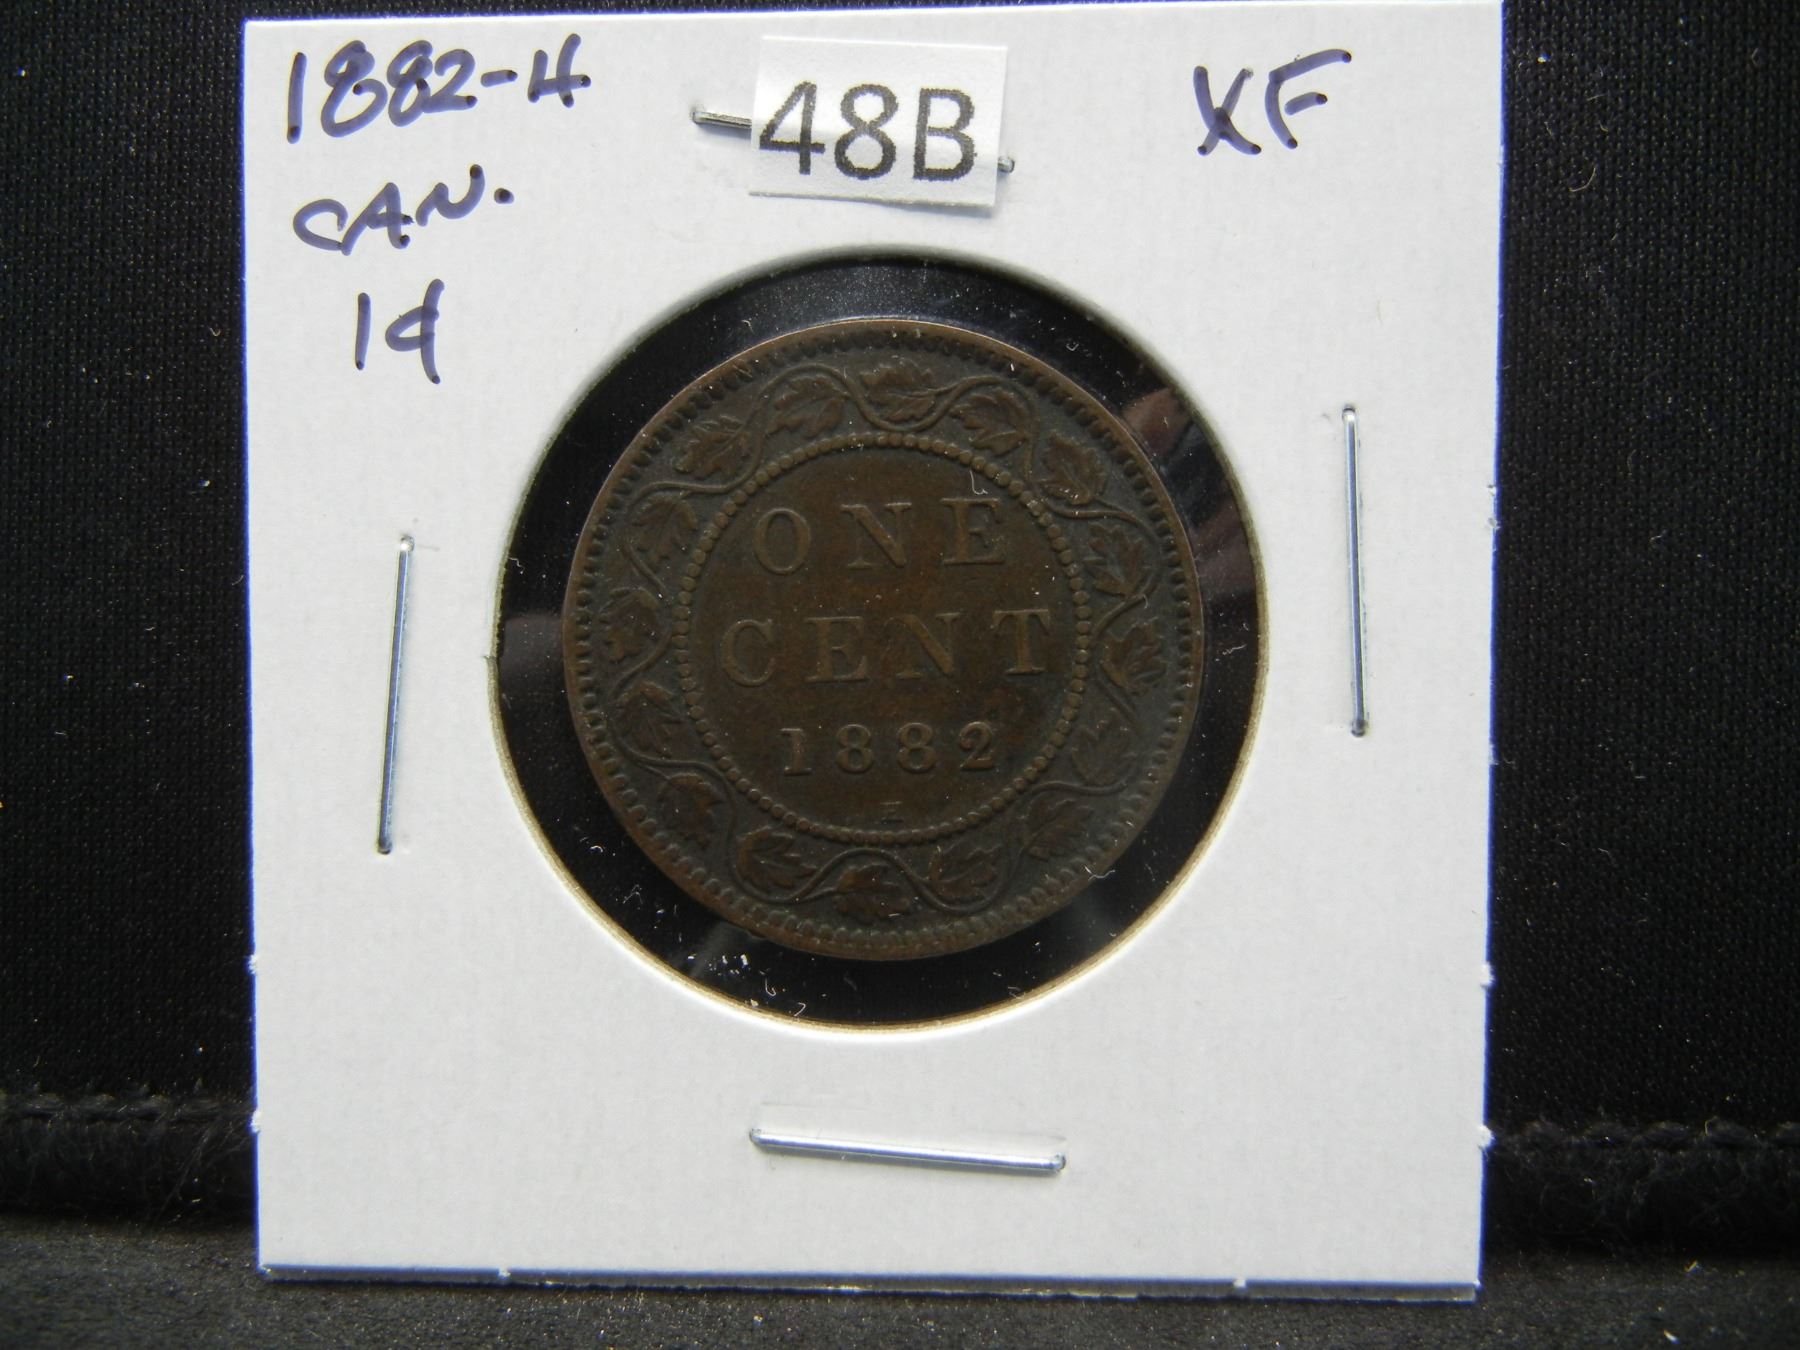 1882-H
CAN.
1¢
48B
XF
ONE
CENT
1882
H